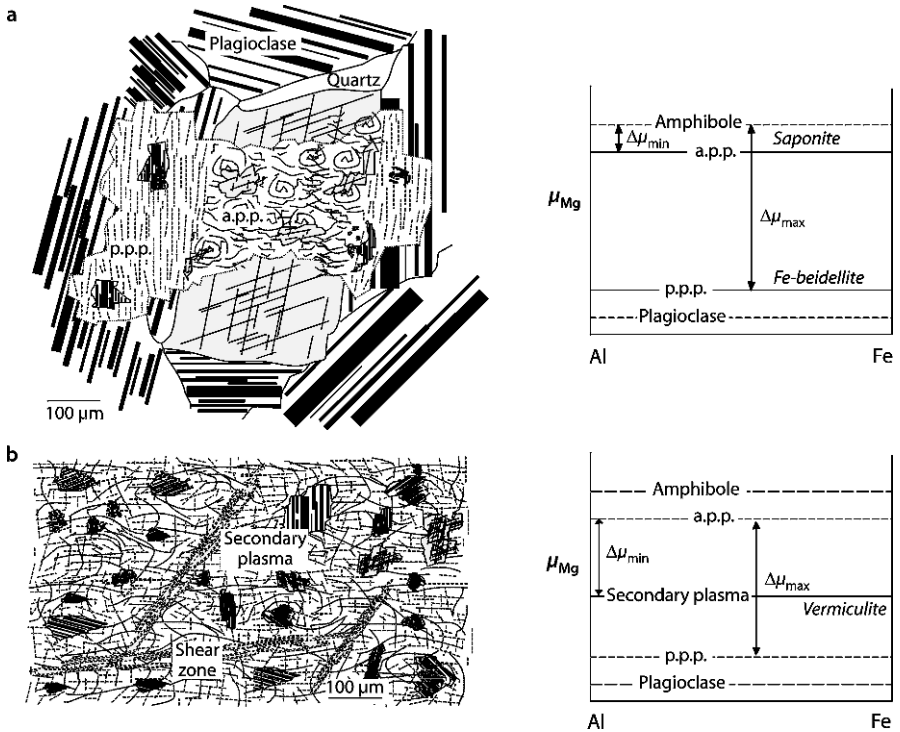 a
Plagioclase
Quartz
a.p.p.
p.p.p.
100 µm
Amphibole
Δμmin
Saponite
a.p.p.
μMg
Δμmax
p.p.p.
Fe-beidellite
Plagioclase
Al
Fe
b
Secondary
plasma
Shear
zone
100 µm
Amphibole
a.p.p.
Δμmin
μMg
Δμmax
Secondary plasma
Vermiculite
p.p.p.
Plagioclase
Al
Fe